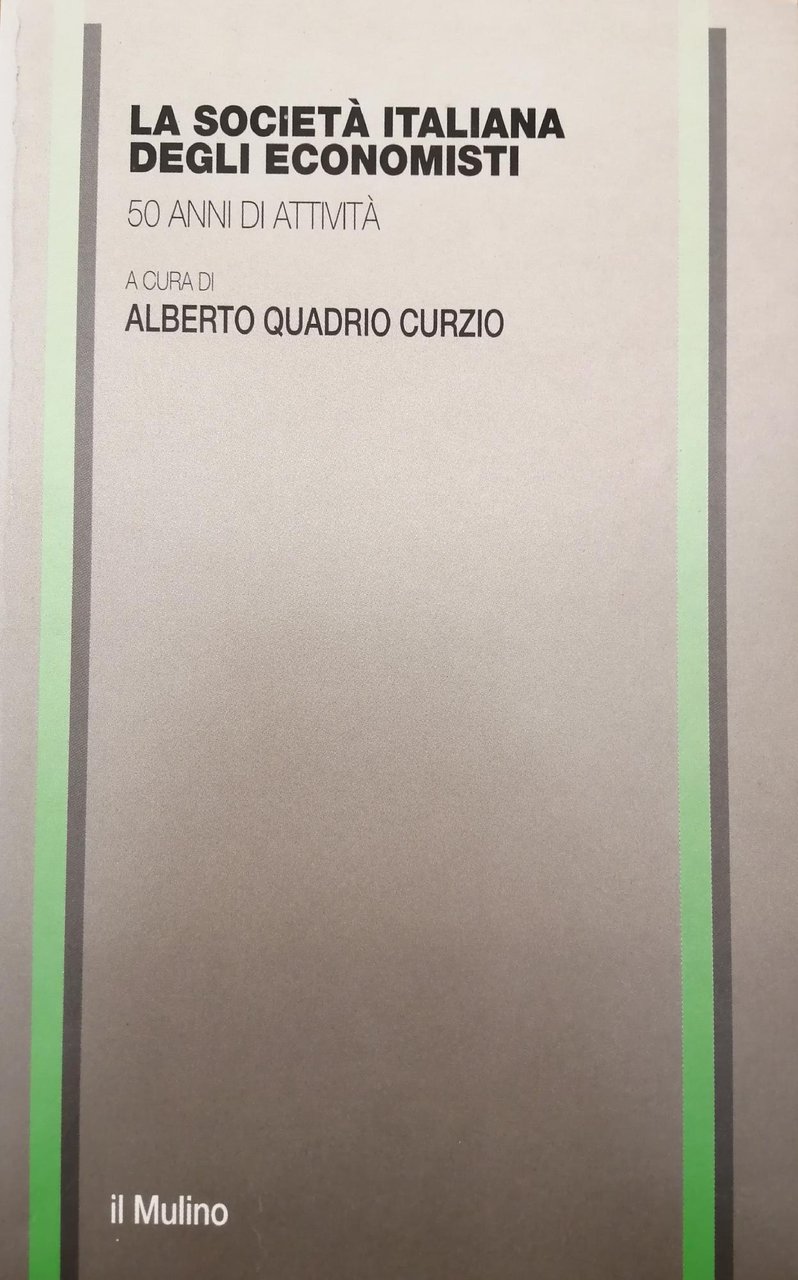 LA SOCIETÀ ITALIANA
DEGLI ECONOMISTI
50 ANNI DI ATTIVITÀ
A CURA DI
ALBERTO QUADRIO CURZIO
il Mulino